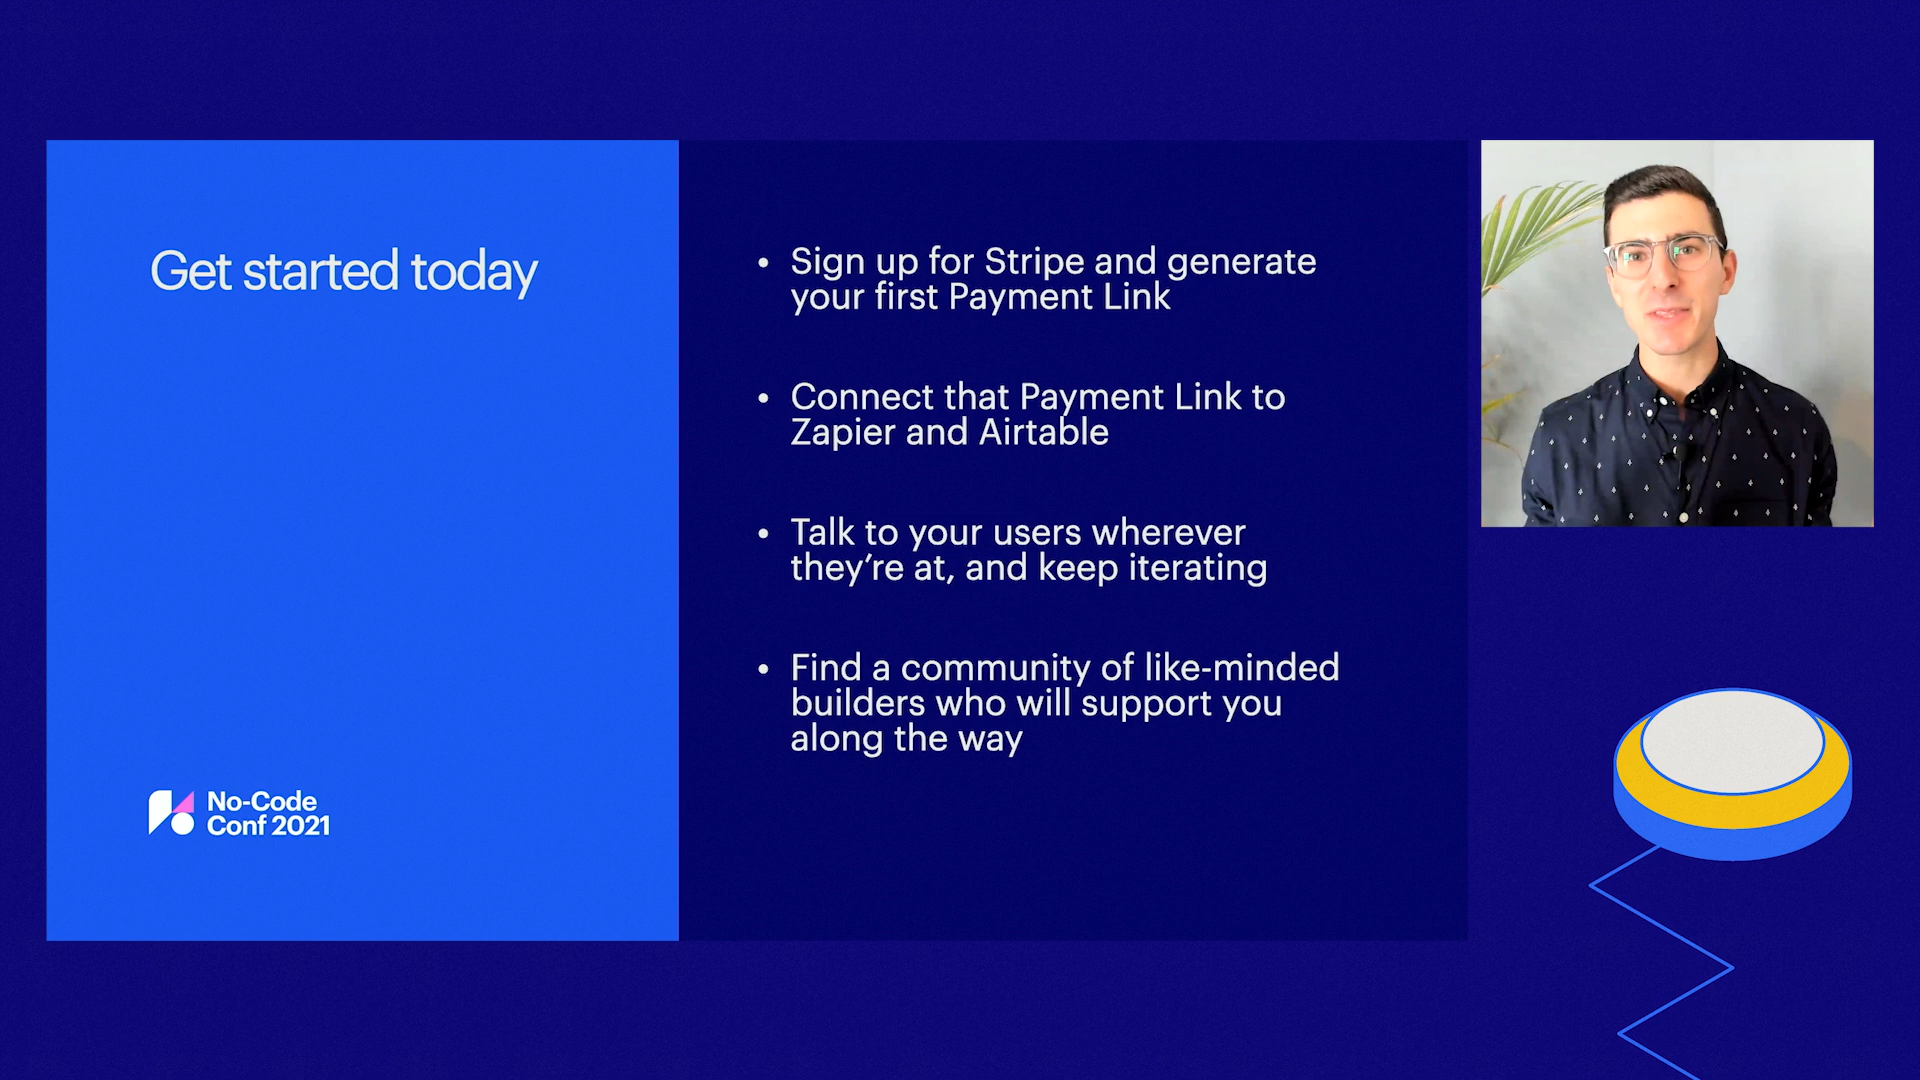 Get started today
• Sign up for Stripe and generate
your first Payment Link
• Connect that Payment Link to
Zapier and Airtable
• Talk to your users wherever
they’re at, and keep iterating
• Find a community of like-minded
builders who will support you
along the way
No-Code
Conf 2021